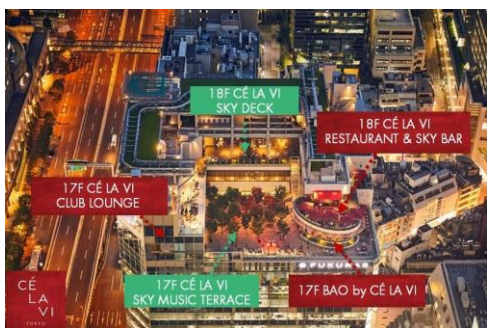 18F CÉ LA VI
SKY DECK
18F CÉ LA VI
RESTAURANT & SKY BAR
17F CÉ LA VI
CLUB LOUNGE
17F CÉ LA VI
SKY MUSIC TERRACE
17F BAO by CÉ LA VI
CÉ
LA
VI
TOKYO